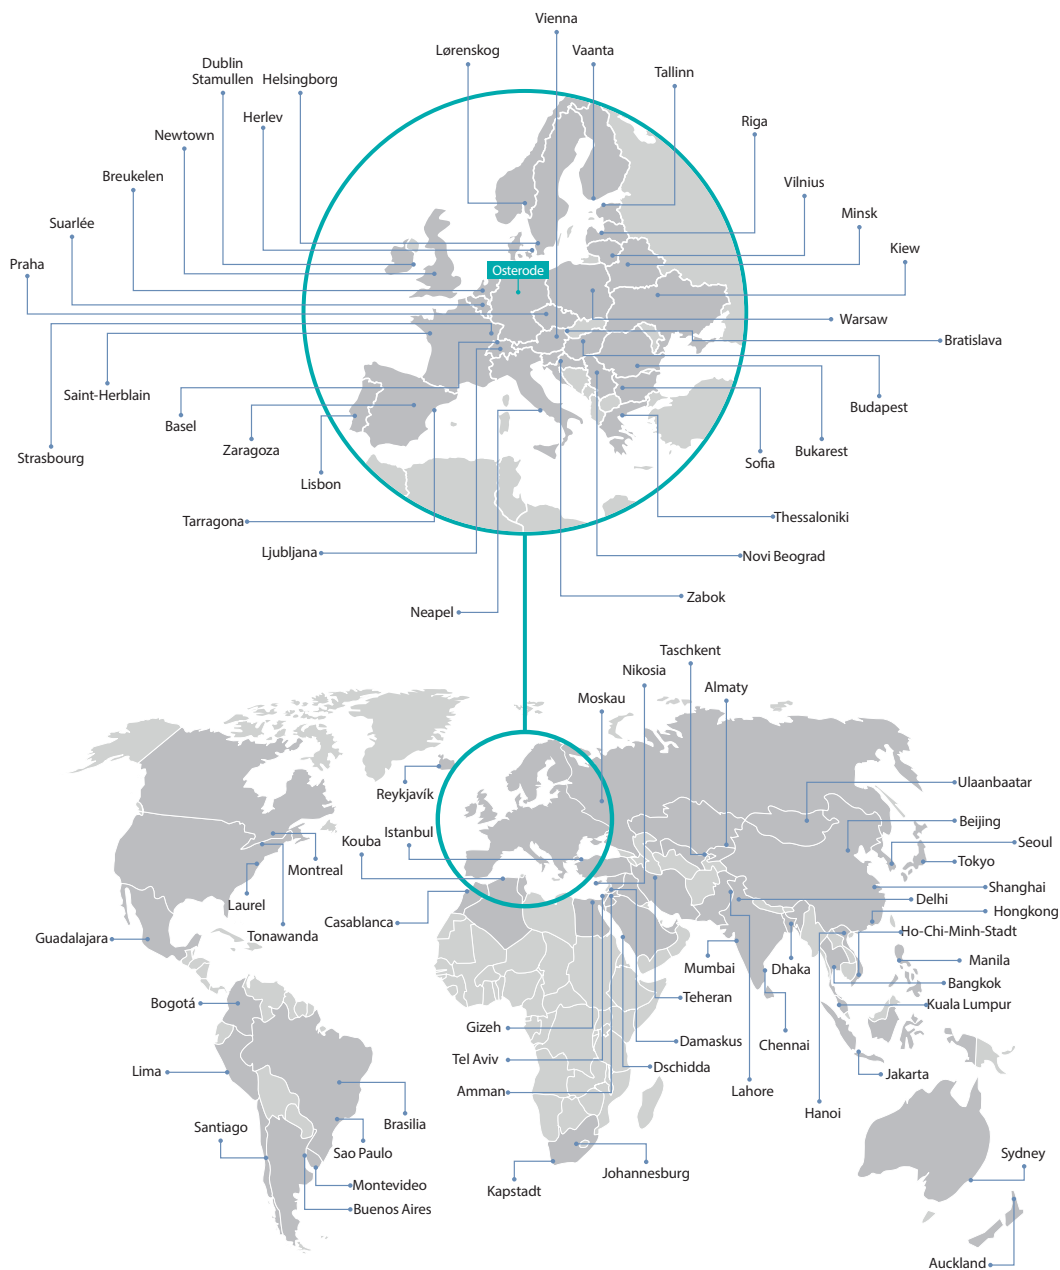 Vienna
Lørenskog
Vaanta
Dublin
Stamullen
Helsingborg
Tallinn
Herlev
Riga
Newtown
Breukelen
Vilnius
Suarlée
Minsk
Praha
Kiew
Osterode
Warsaw
Bratislava
Saint-Herblain
Basel
Budapest
Zaragoza
Bukarest
Strasbourg
Sofia
Lisbon
Tarragona
Thessaloniki
Ljubljana
Novi Beograd
Zabok
Neapel
Taschkent
Nikosia
Almaty
Moskau
Ulaanbaatar
Reykjavík
Beijing
Istanbul
Kouba
Seoul
Tokyo
Montreal
Shanghai
Delhi
Laurel
Hongkong
Casablanca
Tonawanda
Ho-Chi-Minh-Stadt
Guadalajara
Manila
Mumbai
Dhaka
Bangkok
Teheran
Bogotá
Kuala Lumpur
Gizeh
Damaskus
Chennai
Tel Aviv
Dschidda
Lima
Jakarta
Amman
Lahore
Hanoi
Brasilia
Santiago
Sao Paulo
Sydney
Johannesburg
Montevideo
Kapstadt
Buenos Aires
Auckland